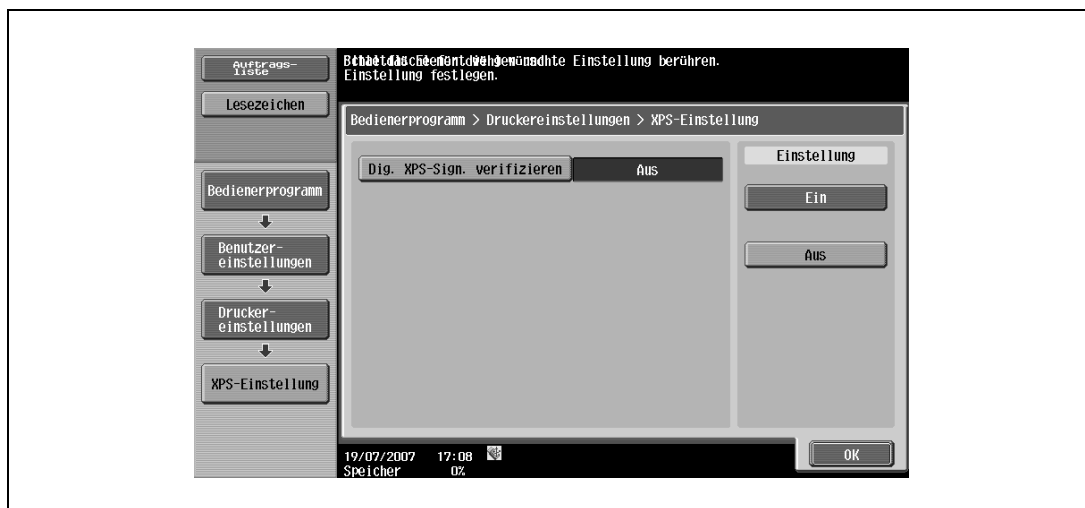 Auftrags-
liste
Lesezeichen
Einstellung berühren.
Einstellung festlegen.
Bedienerprogramm > Druckereinstellungen > XPS-Einstellung
Dig. XPS-Sign. verifizieren
Aus
Einstellung
Ein
Aus
Bedienerprogramm
Benutzer-
einstellungen
Drucker-
einstellungen
XPS-Einstellung
19/07/2007 17:08
Speicher 0%
OK